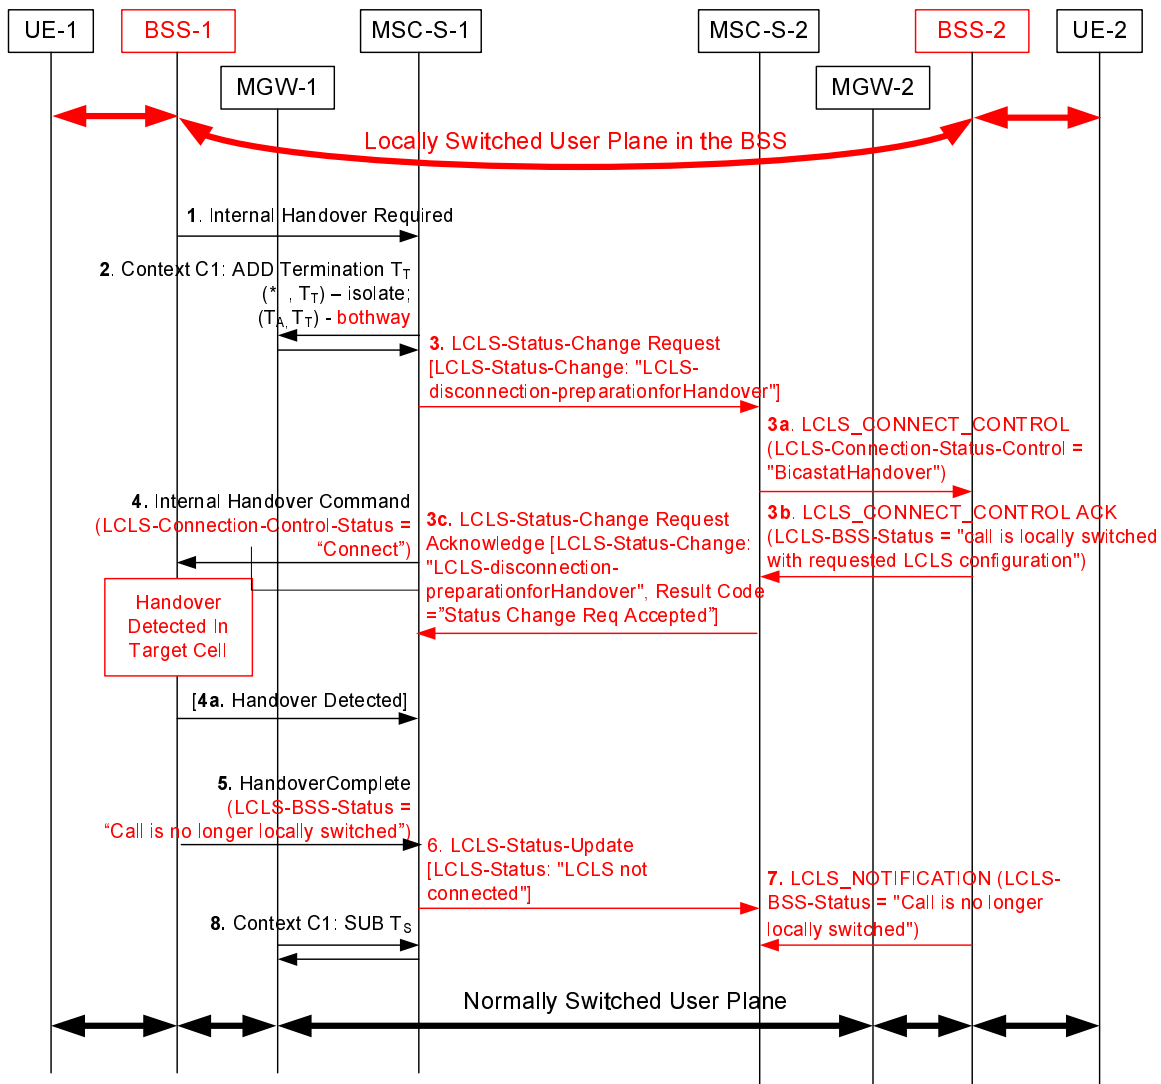 UE-1
BSS-1
MSC-S-1
MSC-S-2
BSS-2
UE-2
MGW-1
MGW-2
Locally Switched User Plane in the BSS
1. Internal Handover Required
2. Context C1: ADD Termination T_T
(* , T_T) – isolate;
(T_A, T_T) - bothway
3. LCLS-Status-Change Request
[LCLS-Status-Change: "LCLS-
disconnection-preparationforHandover"]
3a. LCLS_CONNECT_CONTROL
(LCLS-Connection-Status-Control =
"BicastatHandover")
4. Internal Handover Command
(LCLS-Connection-Control-Status =
“Connect”)
3b. LCLS_CONNECT_CONTROL ACK
(LCLS-BSS-Status = "call is locally switched
with requested LCLS configuration")
3c. LCLS-Status-Change Request
Acknowledge [LCLS-Status-Change:
"LCLS-disconnection-
preparationforHandover", Result Code
=”Status Change Req Accepted”]
Handover
Detected In
Target Cell
[4a. Handover Detected]
5. HandoverComplete
(LCLS-BSS-Status =
“Call is no longer locally switched”)
6. LCLS-Status-Update
[LCLS-Status: "LCLS not
connected"]
7. LCLS_NOTIFICATION (LCLS-
BSS-Status = "Call is no longer
locally switched")
8. Context C1: SUB T_S
Normally Switched User Plane